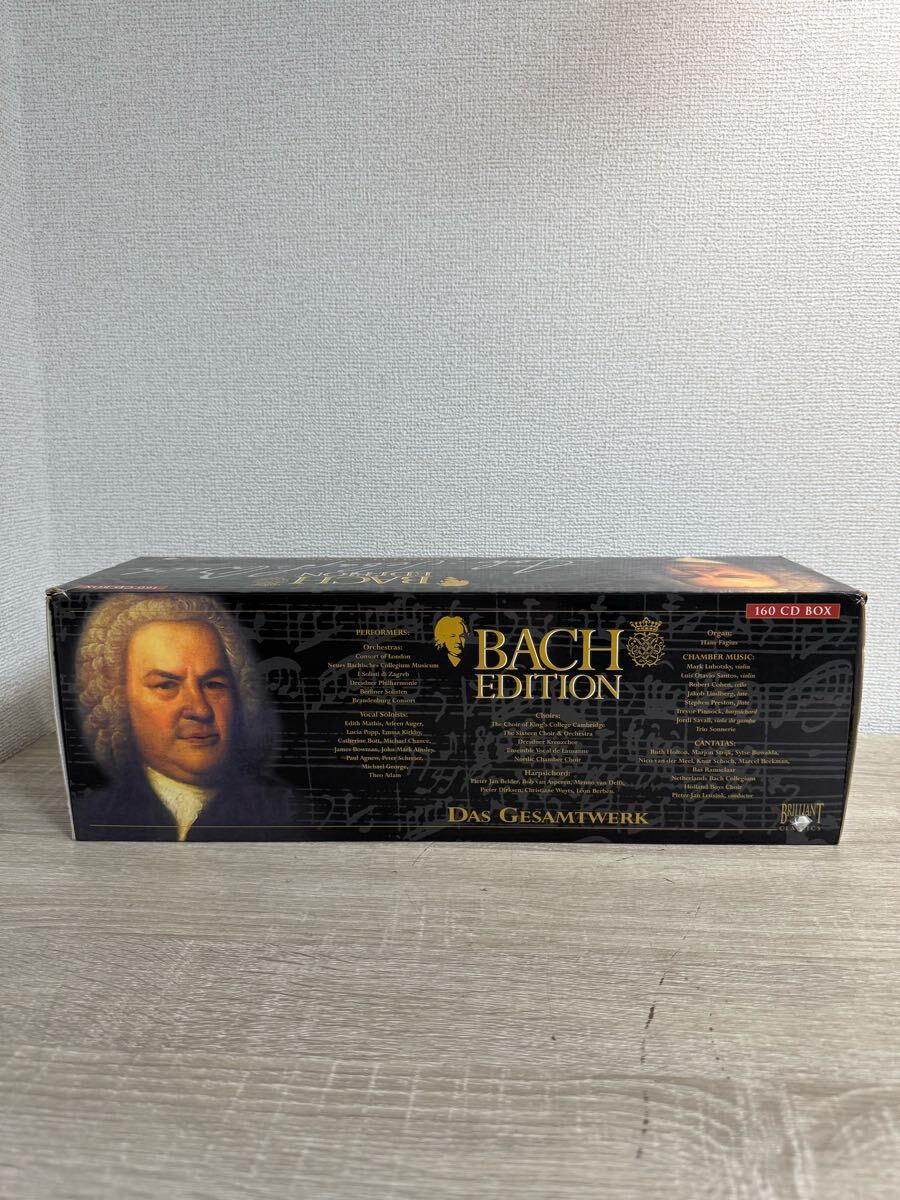 160 CD BOX
BACH
EDITION
160 CD BOX
PERFORMERS:
Orchestras:
Consort of London
Neues Bachisches Collegium Musicum
I Solisti di Zagreb
Dresdner Philharmonie
Berliner Solisten
Brandenburg Consort
Vocal Soloists:
Edith Mathis, Arleen Auger,
Lucia Popp, Emma Kirkby,
Catherine Bott, Michael Chance,
James Bowman, John Mark Ainsley,
Paul Agnew, Peter Schreier,
Michael George,
Theo Adam
BACH
EDITION
Choirs:
The Choir of King's College Cambridge
The Sixteen Choir & Orchestra
Dresdner Kreuzchor
Ensemble Vocal de Lausanne
Nordic Chamber Choir
Harpsichord:
Pieter Jan Belder, Bob van Asperen, Menno van Delft,
Pieter Dirksen, Christiane Wuyts, Léon Berben.
Organ:
Hans Fagius
CHAMBER MUSIC:
Mark Lubotsky, violin
Luis Otavio Santos, violin
Robert Cohen, cello
Jakob Lindberg, lute
Stephen Preston, flute
Trevor Pinnock, harpsichord
Jordi Savall, viola da gamba
Trio Sonnerie
CANTATAS:
Ruth Holton, Marjon Strijk, Sytse Buwalda,
Nico van der Meel, Knut Schoch, Marcel Beekman,
Bas Ramselaar
Netherlands Bach Collegium
Holland Boys Choir
Pieter Jan Leusink, conductor
DAS GESAMTWERK
BRILLIANT
CLASSICS